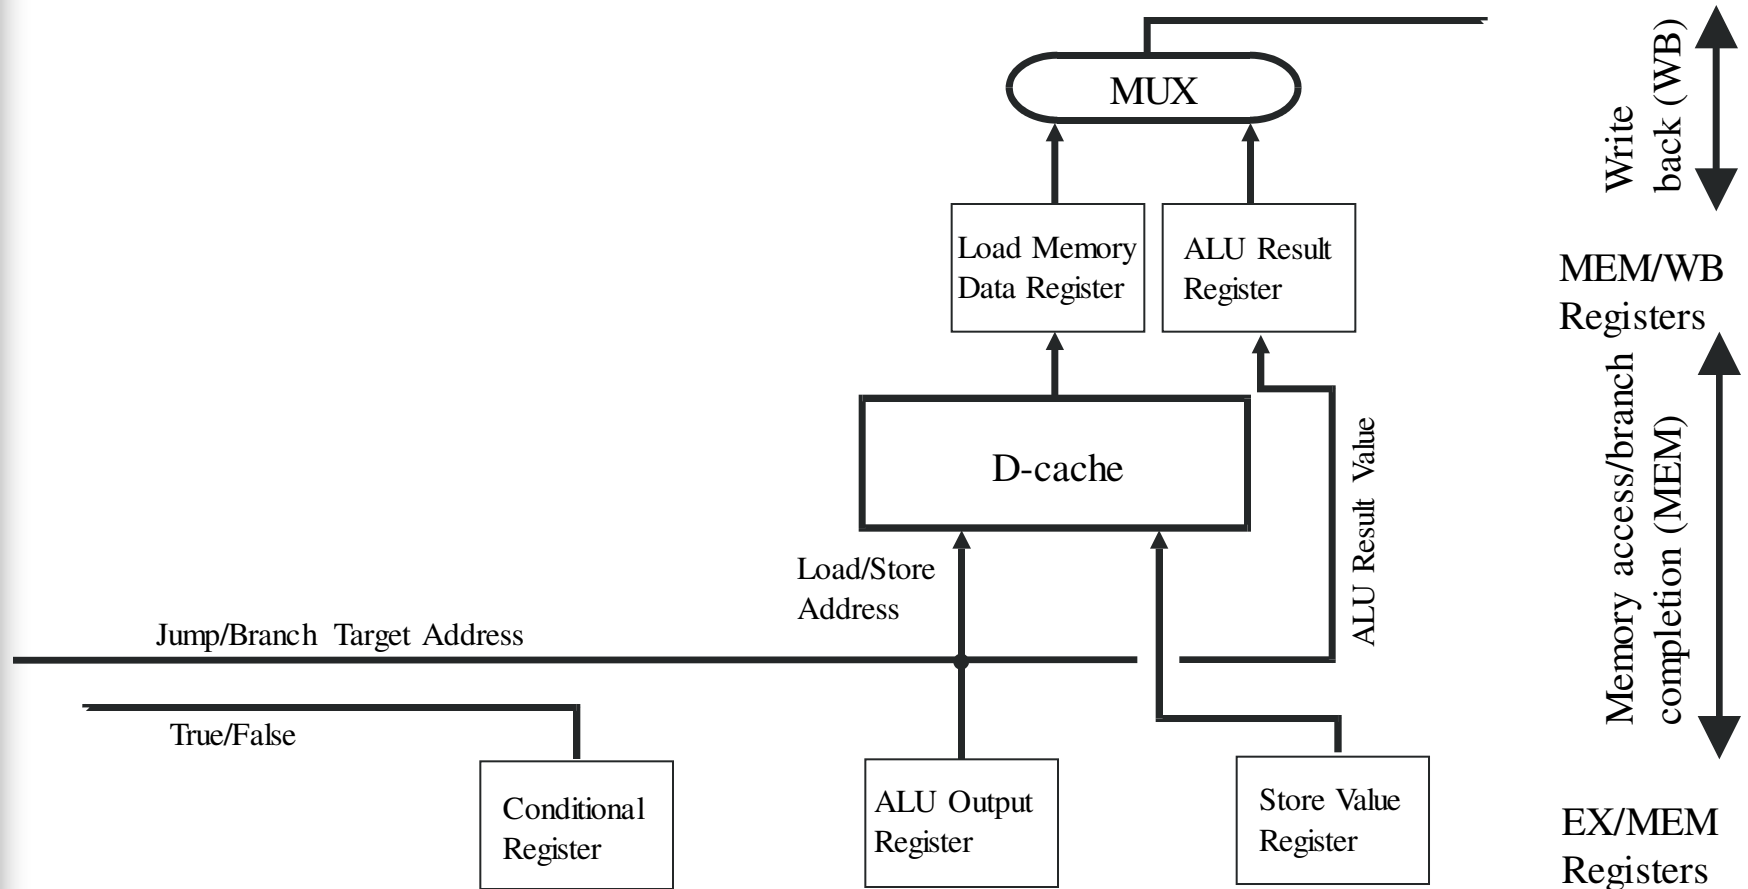 MUX
Write
back (WB)
Load Memory
Data Register
ALU Result
Register
MEM/WB
Registers
D-cache
ALU Result Value
Memory access/branch
completion (MEM)
Load/Store
Address
Jump/Branch Target Address
True/False
Conditional
Register
ALU Output
Register
Store Value
Register
EX/MEM
Registers